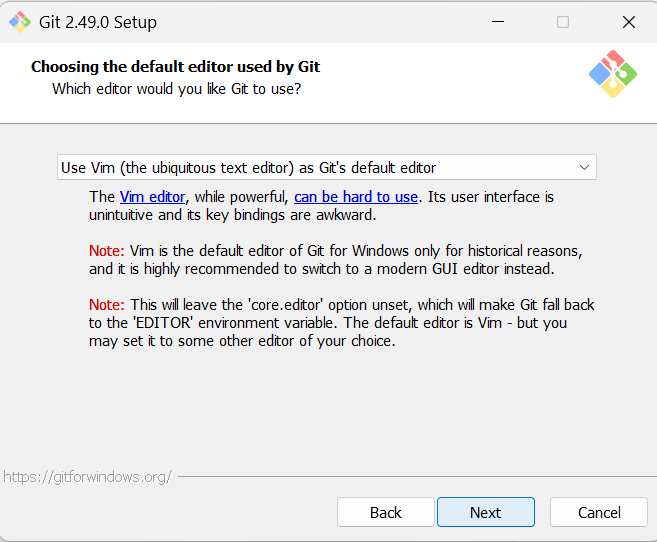 Git 2.49.0 Setup
Choosing the default editor used by Git
Which editor would you like Git to use?
Use Vim (the ubiquitous text editor) as Git's default editor
The Vim editor, while powerful, can be hard to use. Its user interface is
unintuitive and its key bindings are awkward.
Note: Vim is the default editor of Git for Windows only for historical reasons,
and it is highly recommended to switch to a modern GUI editor instead.
Note: This will leave the 'core.editor' option unset, which will make Git fall back
to the 'EDITOR' environment variable. The default editor is Vim - but you
may set it to some other editor of your choice.
https://gitforwindows.org/
Back Next Cancel